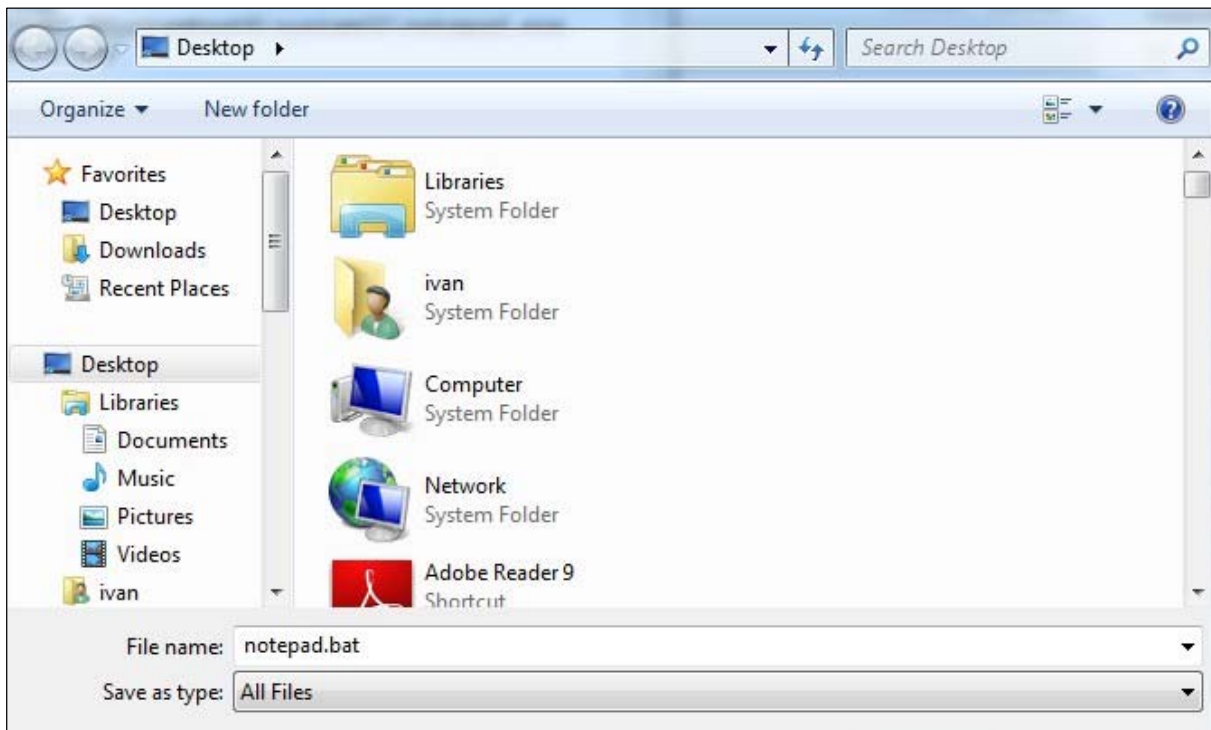 Desktop
Search Desktop
Organize New folder
Favorites
Desktop
Downloads
Recent Places
Desktop
Libraries
Documents
Music
Pictures
Videos
ivan
Libraries
System Folder
ivan
System Folder
Computer
System Folder
Network
System Folder
Adobe Reader 9
Shortcut
File name: notepad.bat
Save as type: All Files